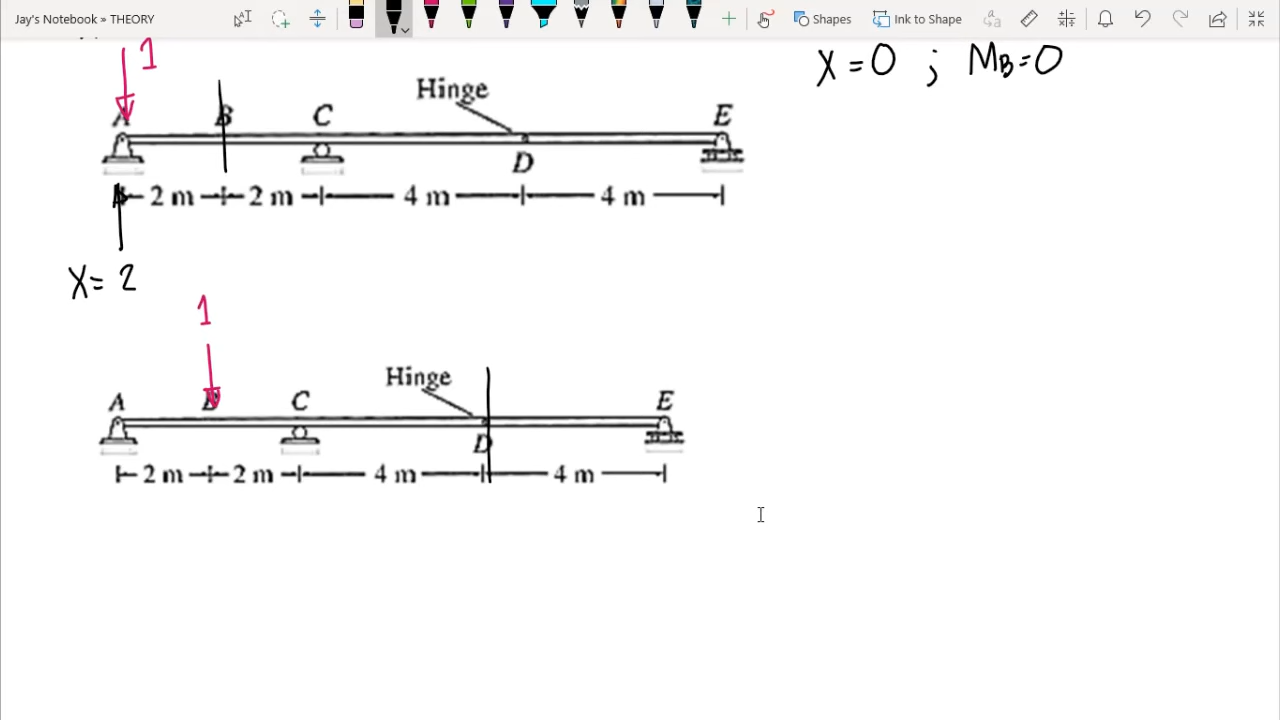 Jay's Notebook » THEORY
Shapes
Ink to Shape
1
X = 0 ; MB = 0
Hinge
A B C E
D
2 m 2 m 4 m 4 m
X = 2
1
Hinge
A C E
D
2 m 2 m 4 m 4 m